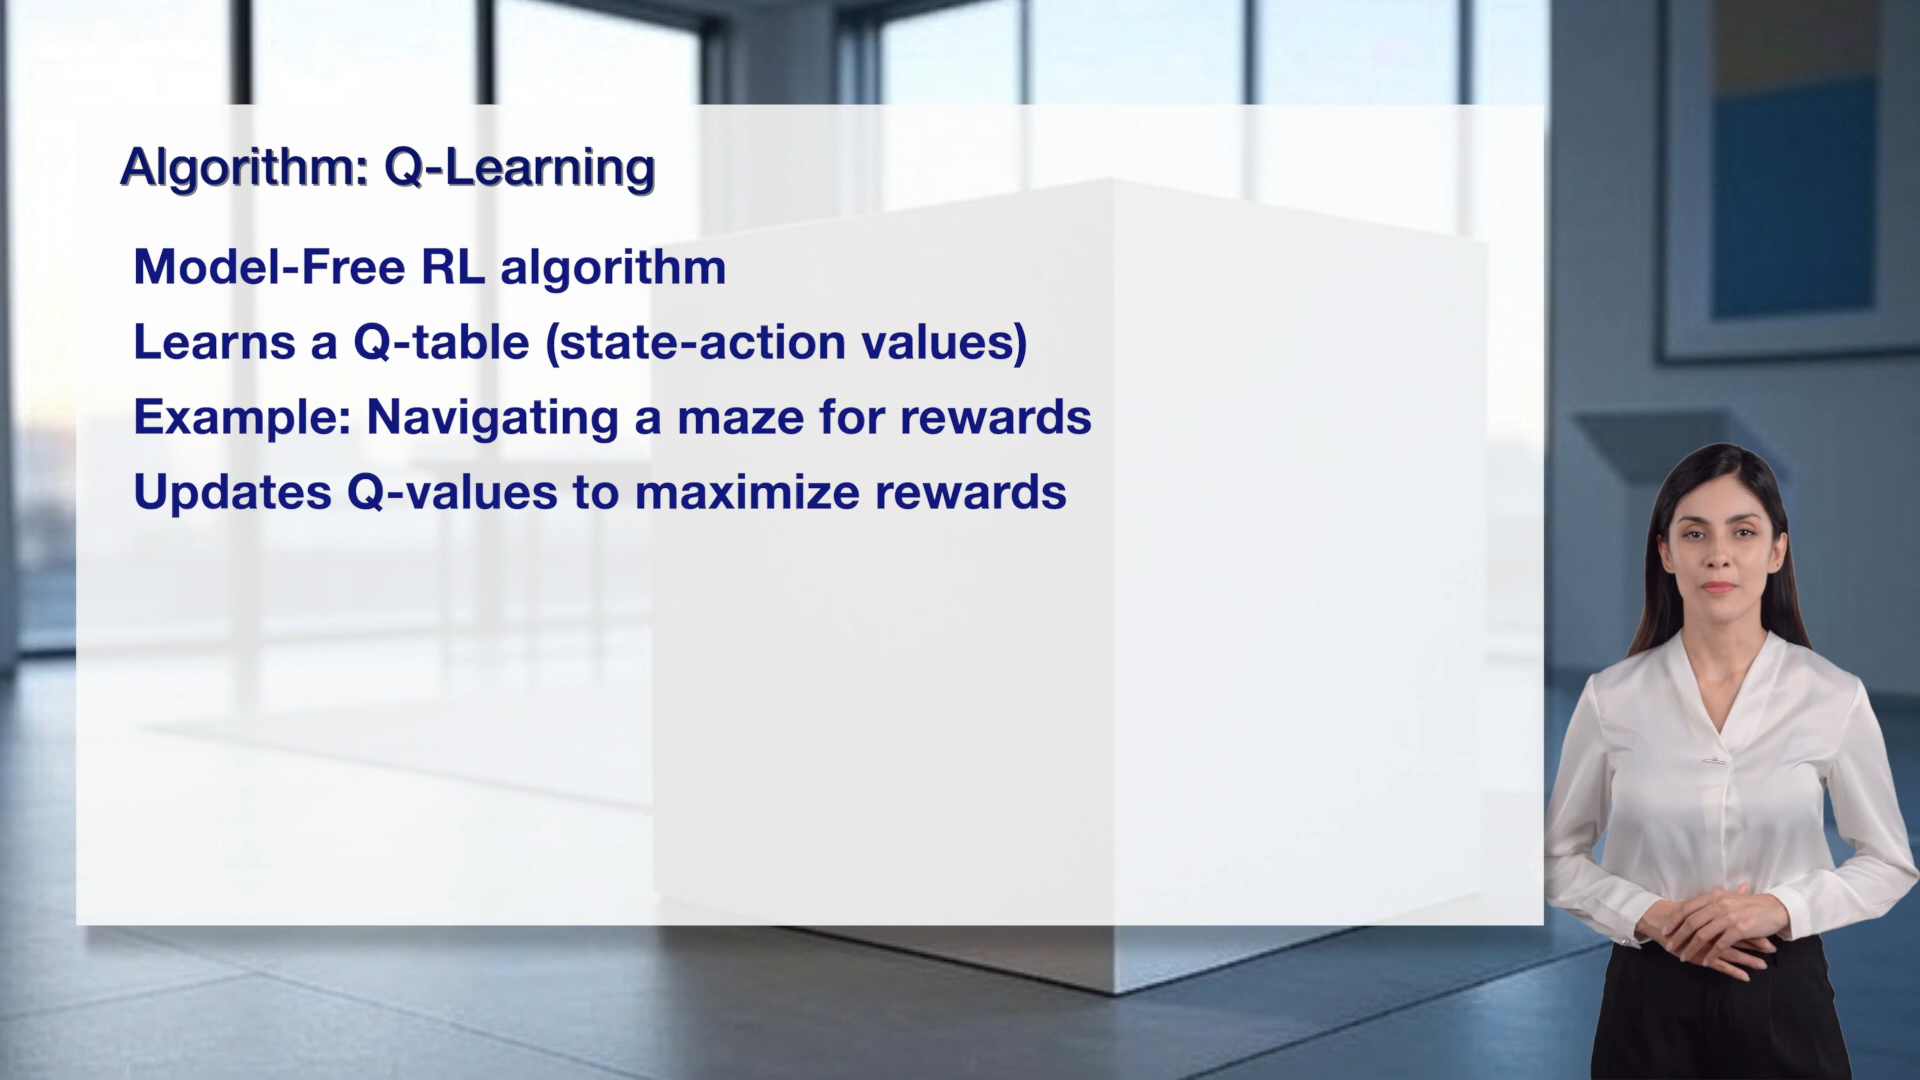 Algorithm: Q-Learning
Model-Free RL algorithm
Learns a Q-table (state-action values)
Example: Navigating a maze for rewards
Updates Q-values to maximize rewards